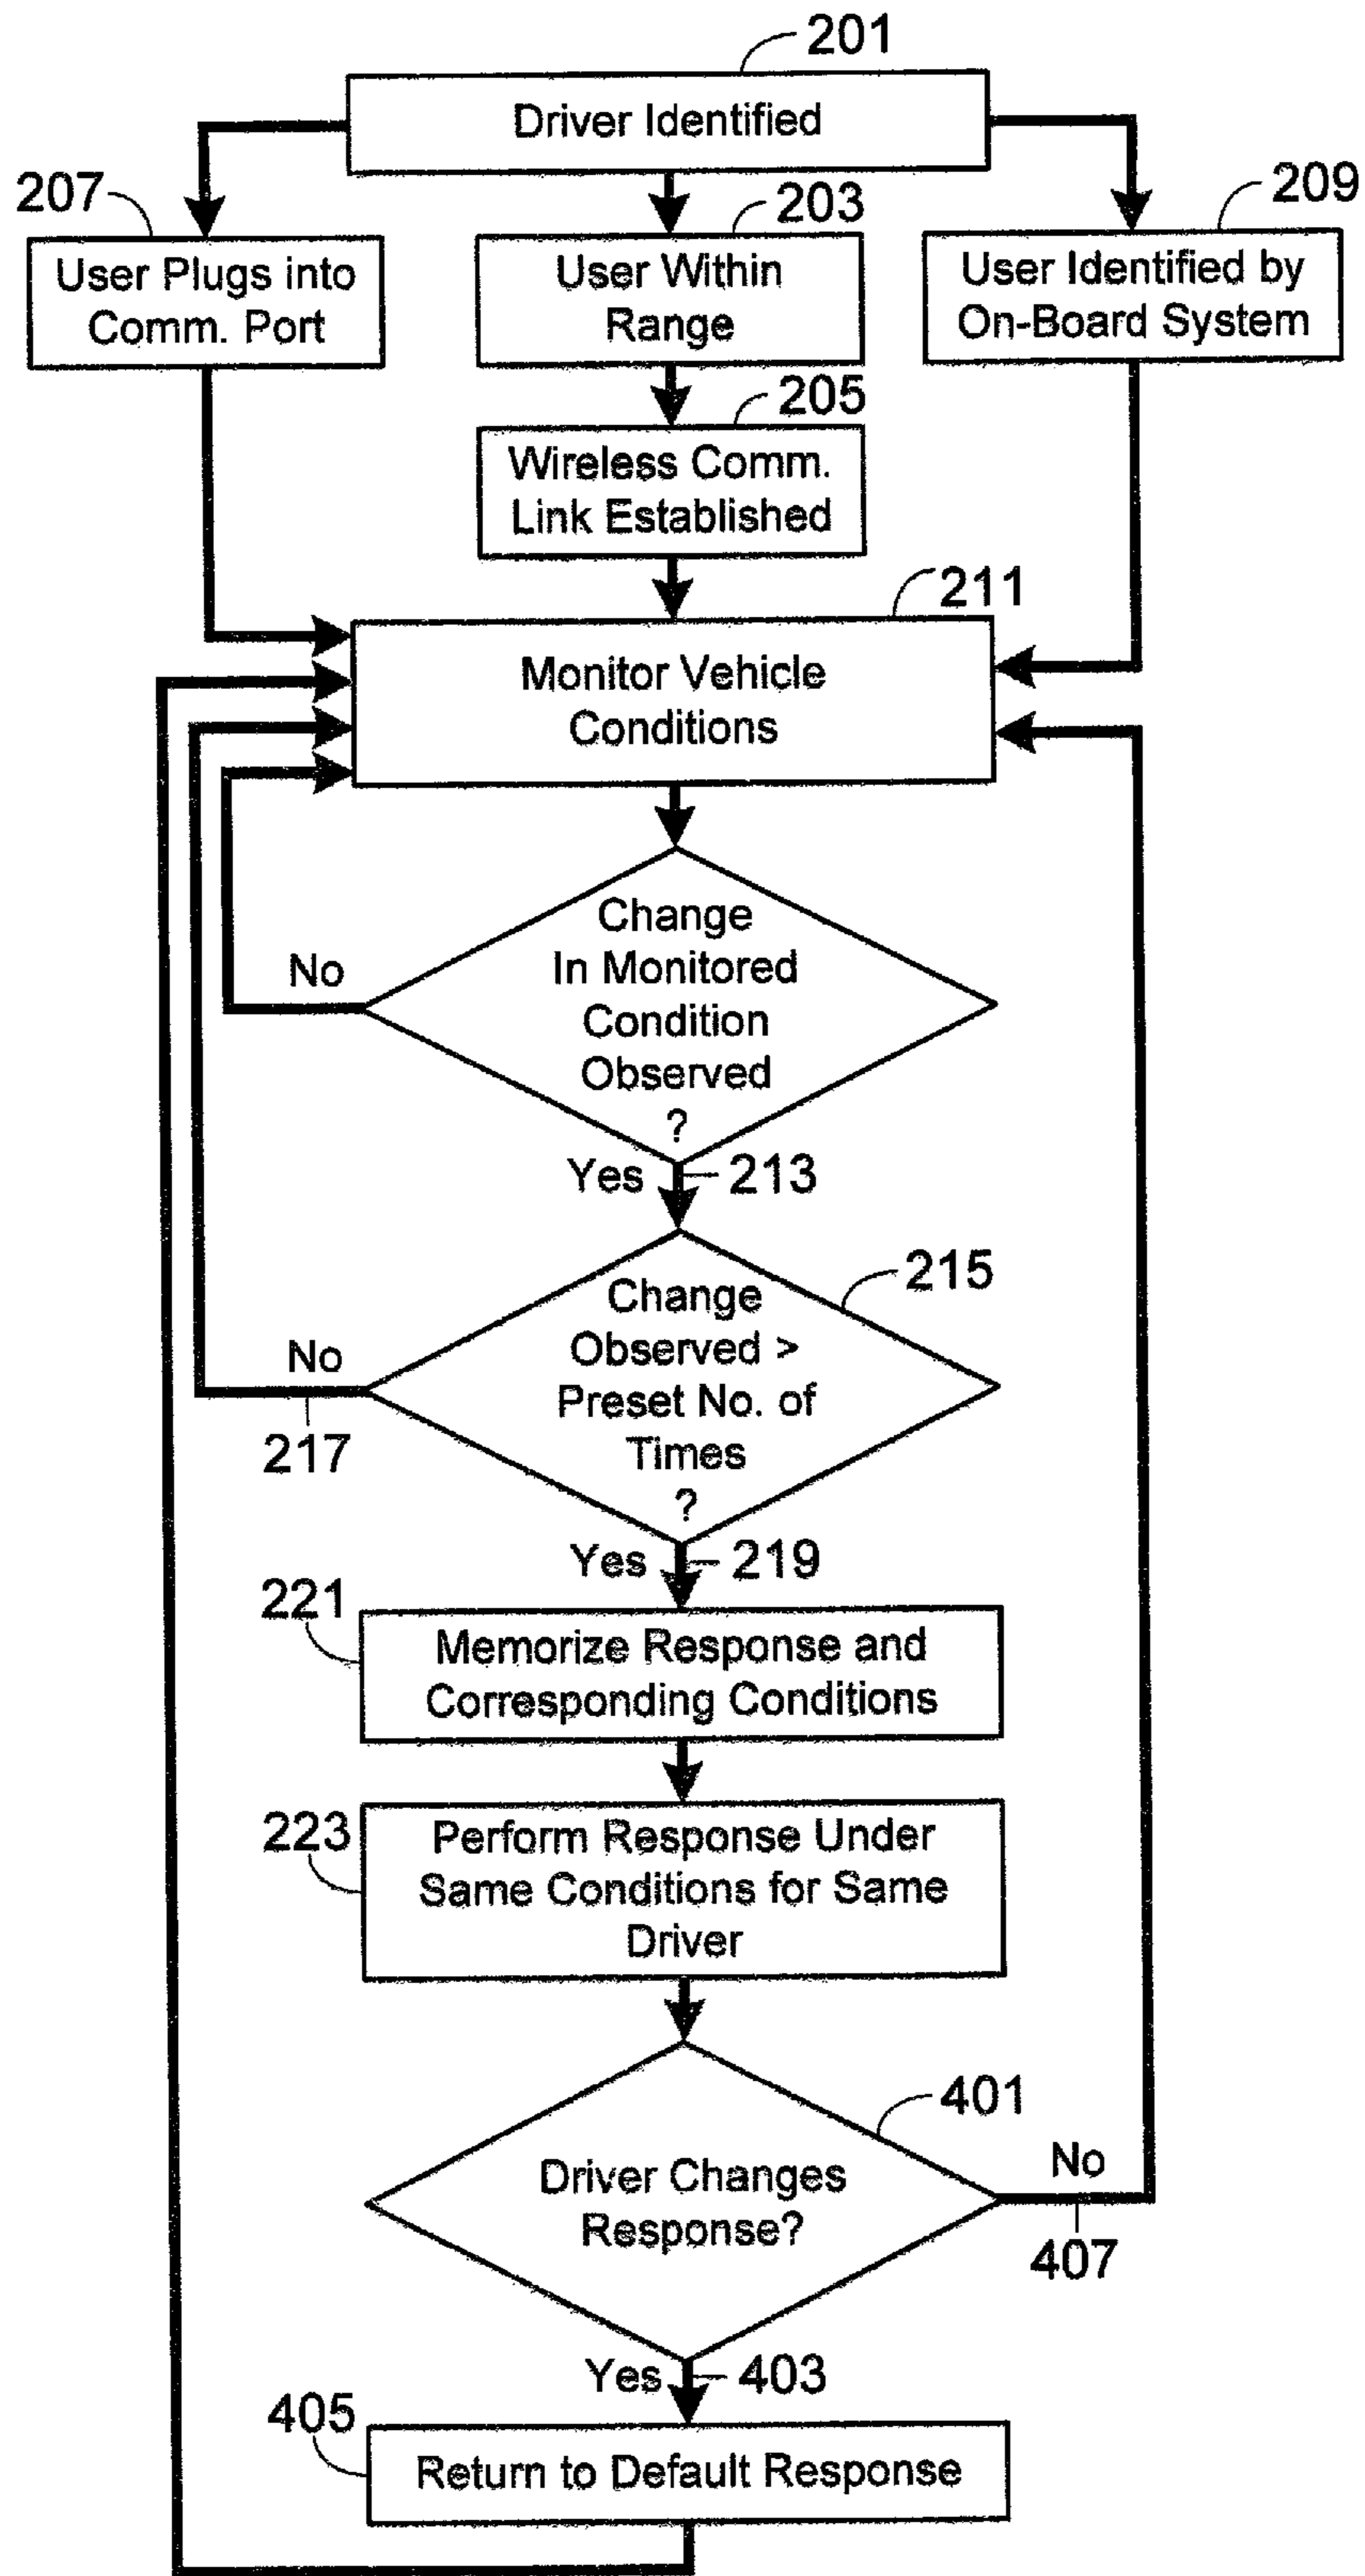 201
Driver Identified
207
203
209
User Plugs into
Comm. Port
User Within
Range
User Identified by
On-Board System
205
Wireless Comm.
Link Established
211
Monitor Vehicle
Conditions
Change
In Monitored
Condition
Observed
?
No
Yes
213
215
Change
Observed >
Preset No. of
Times
?
No
217
Yes
219
221
Memorize Response and
Corresponding Conditions
223
Perform Response Under
Same Conditions for Same
Driver
401
Driver Changes
Response?
No
407
Yes
403
405
Return to Default Response